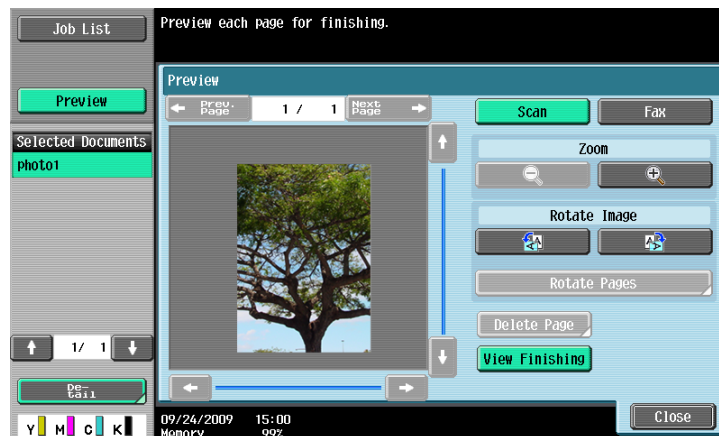 Job List
Preview each page for finishing.
Preview
Preview
Prev. Page
1 / 1
Next Page
Scan
Fax
Selected Documents
photo1
Zoom
Rotate Image
Rotate Pages
Delete Page
1/ 1
View Finishing
De-
tail
Close
Y M C K
09/24/2009 15:00
Memory 99%